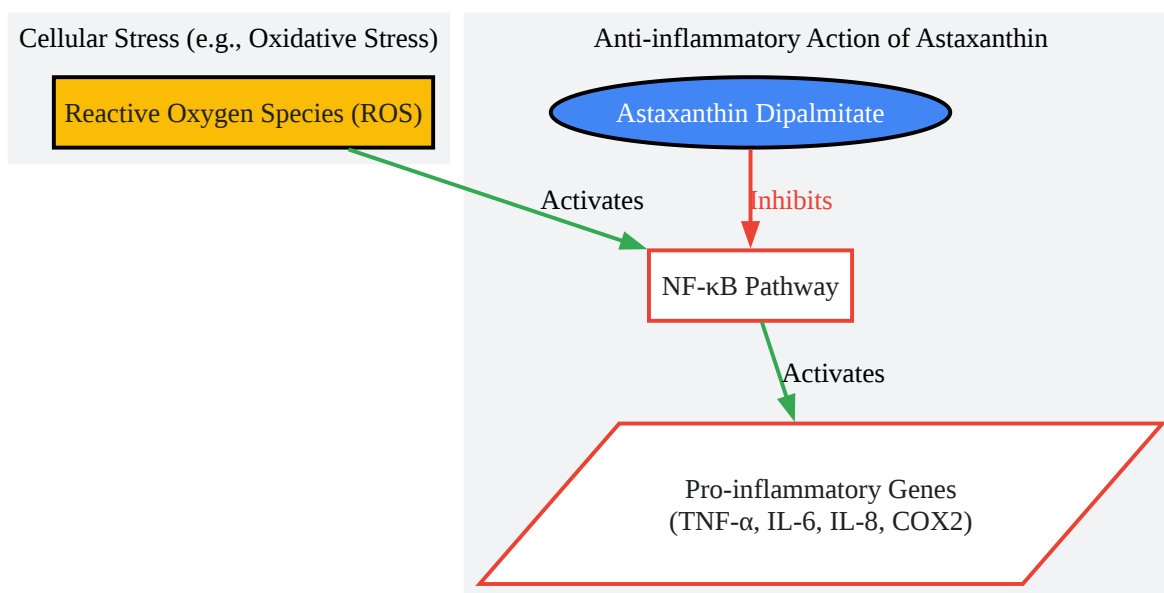 Cellular Stress (e.g., Oxidative Stress)
Reactive Oxygen Species (ROS)
Anti-inflammatory Action of Astaxanthin
Astaxanthin Dipalmitate
Activates
Inhibits
NF-κB Pathway
Activates
Pro-inflammatory Genes
(TNF-α, IL-6, IL-8, COX2)